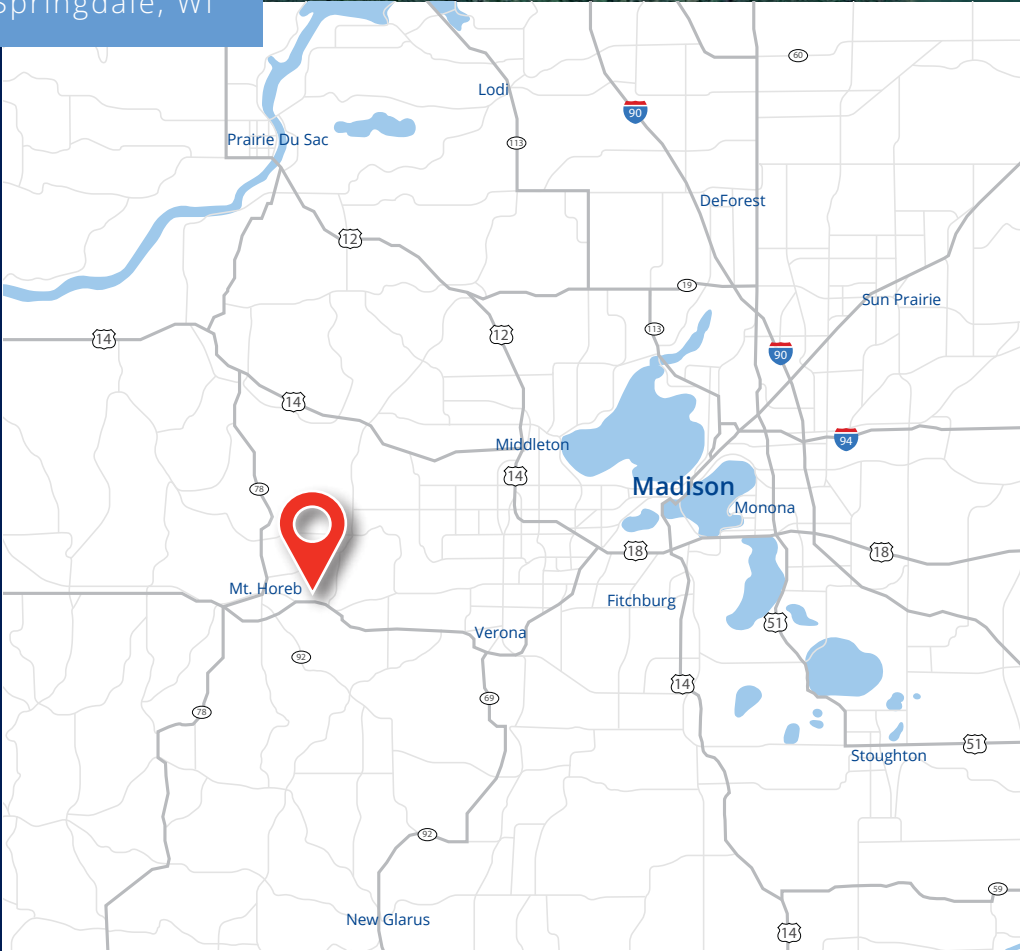 Springdale, WI
60
Lodi
90
113
Prairie Du Sac
DeForest
12
19
Sun Prairie
14
12
113
90
14
94
Middleton
14
Madison
78
Monona
18
18
Mt. Horeb
Fitchburg
51
Verona
92
14
69
78
51
Stoughton
92
59
New Glarus
14